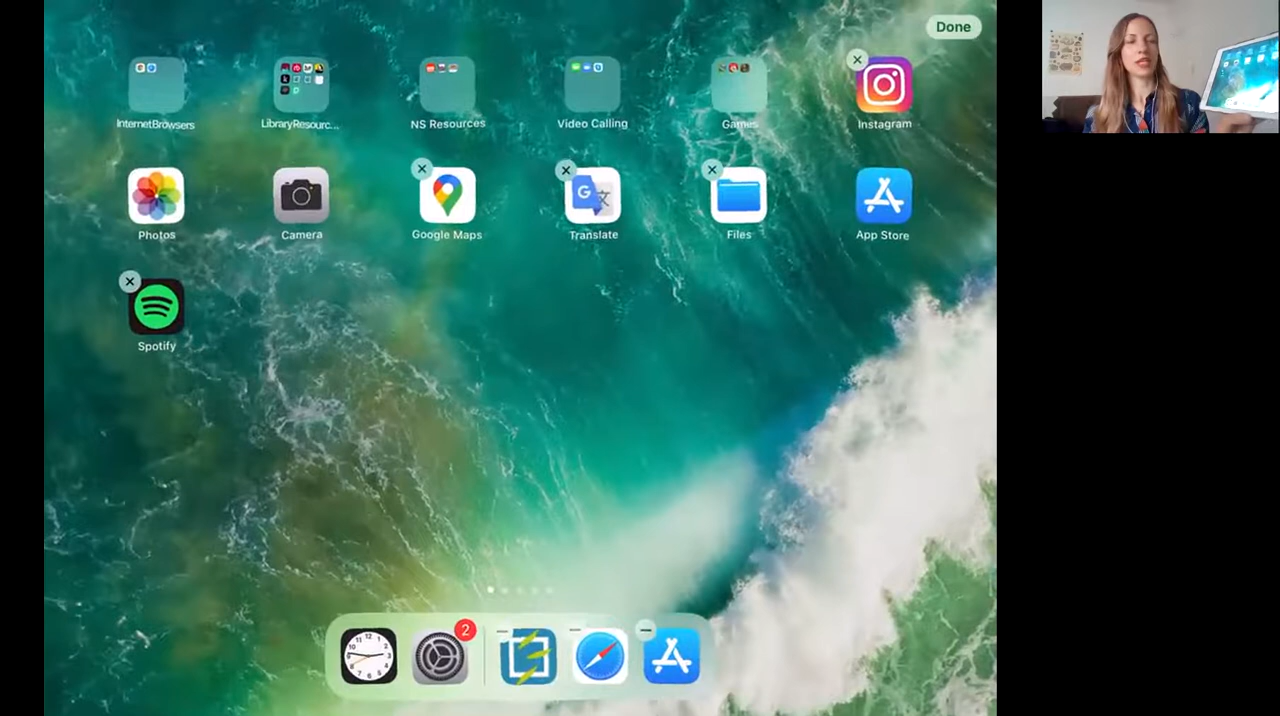 Done
InternetBrowsers
LibraryResourc...
NS Resources
Video Calling
Games
Instagram
Photos
Camera
Google Maps
Translate
Files
App Store
Spotify
2